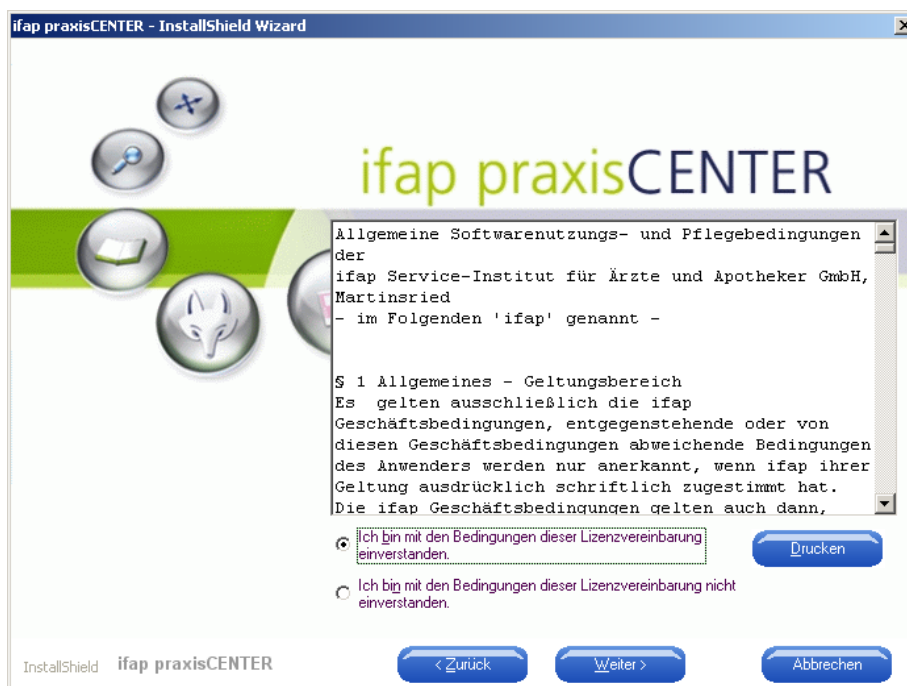 ifap praxisCENTER - InstallShield Wizard
ifap praxisCENTER
Allgemeine Softwarenutzungs- und Pflegebedingungen
der
ifap Service-Institut für Ärzte und Apotheker GmbH,
Martinsried
- im Folgenden 'ifap' genannt -
§ 1 Allgemeines - Geltungsbereich
Es  gelten ausschließlich die ifap
Geschäftsbedingungen, entgegenstehende oder von
diesen Geschäftsbedingungen abweichende Bedingungen
des Anwenders werden nur anerkannt, wenn ifap ihrer
Geltung ausdrücklich schriftlich zugestimmt hat.
Die ifap Geschäftsbedingungen gelten auch dann,
Ich bin mit den Bedingungen dieser Lizenzvereinbarung
einverstanden.
Drucken
Ich bin mit den Bedingungen dieser Lizenzvereinbarung nicht
einverstanden.
InstallShield ifap praxisCENTER
< Zurück
Weiter >
Abbrechen